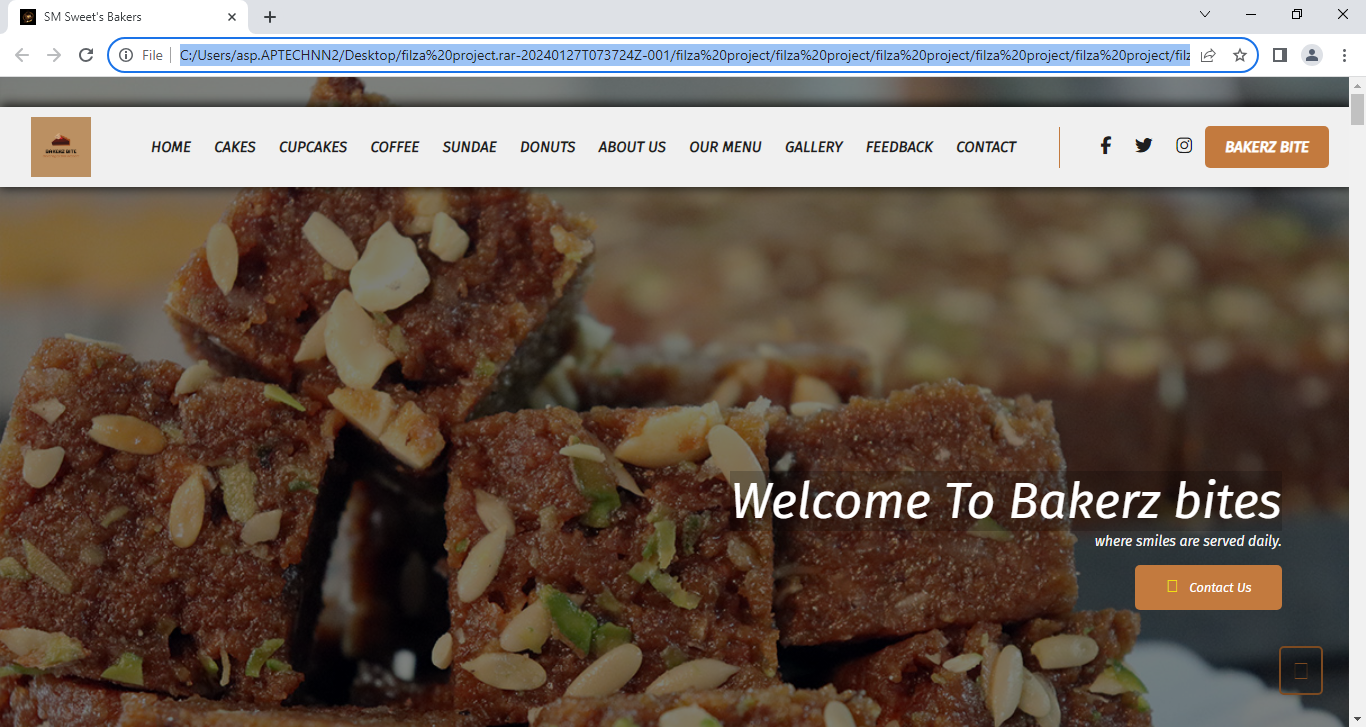 SM Sweet's Bakers
File
C:/Users/asp.APTECHNN2/Desktop/filza%20project.rar-20240127T073724Z-001/filza%20project/filza%20project/filza%20project/filza%20project/filza%20project/filz
BAKERZ BITE
HOME CAKES CUPCAKES COFFEE SUNDAE DONUTS ABOUT US OUR MENU GALLERY FEEDBACK CONTACT
BAKERZ BITE
Welcome To Bakerz bites
where smiles are served daily.
Contact Us